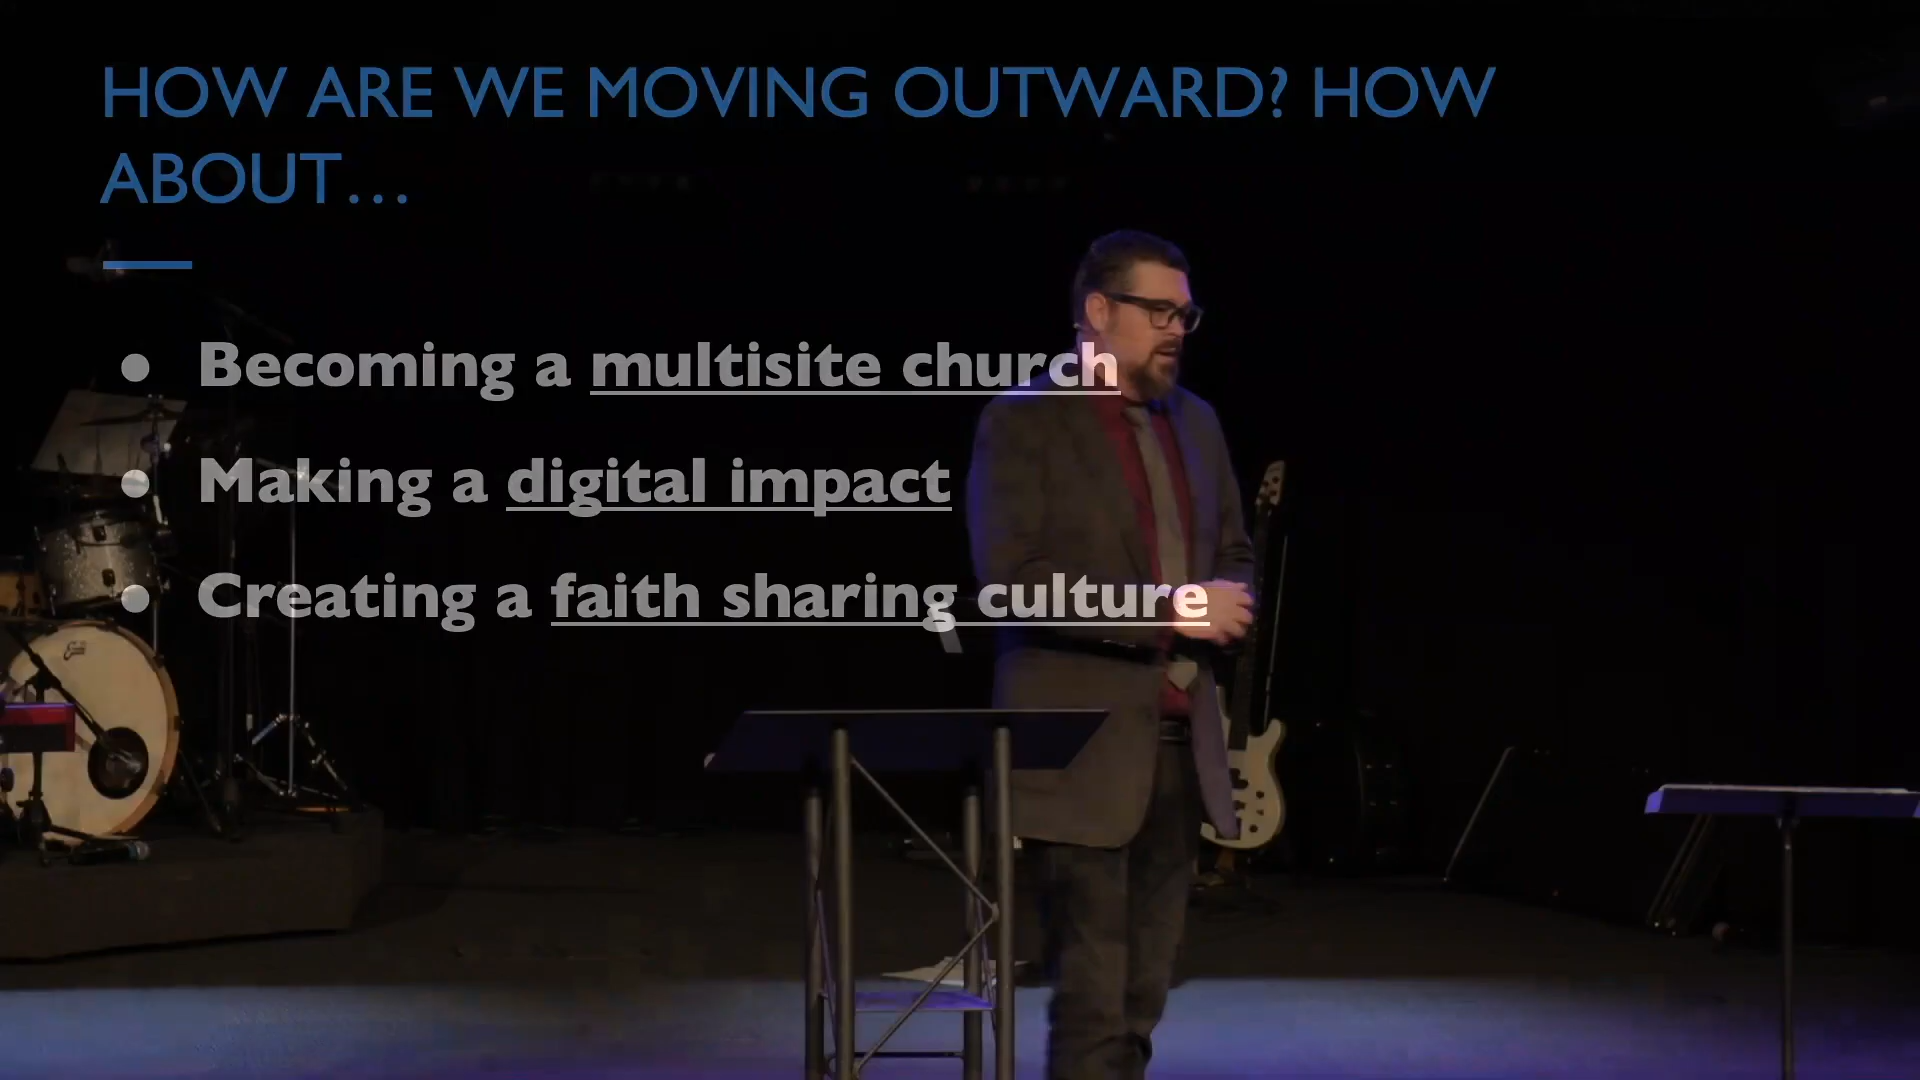 HOW ARE WE MOVING OUTWARD? HOW
ABOUT...
● Becoming a multisite church
● Making a digital impact
● Creating a faith sharing culture